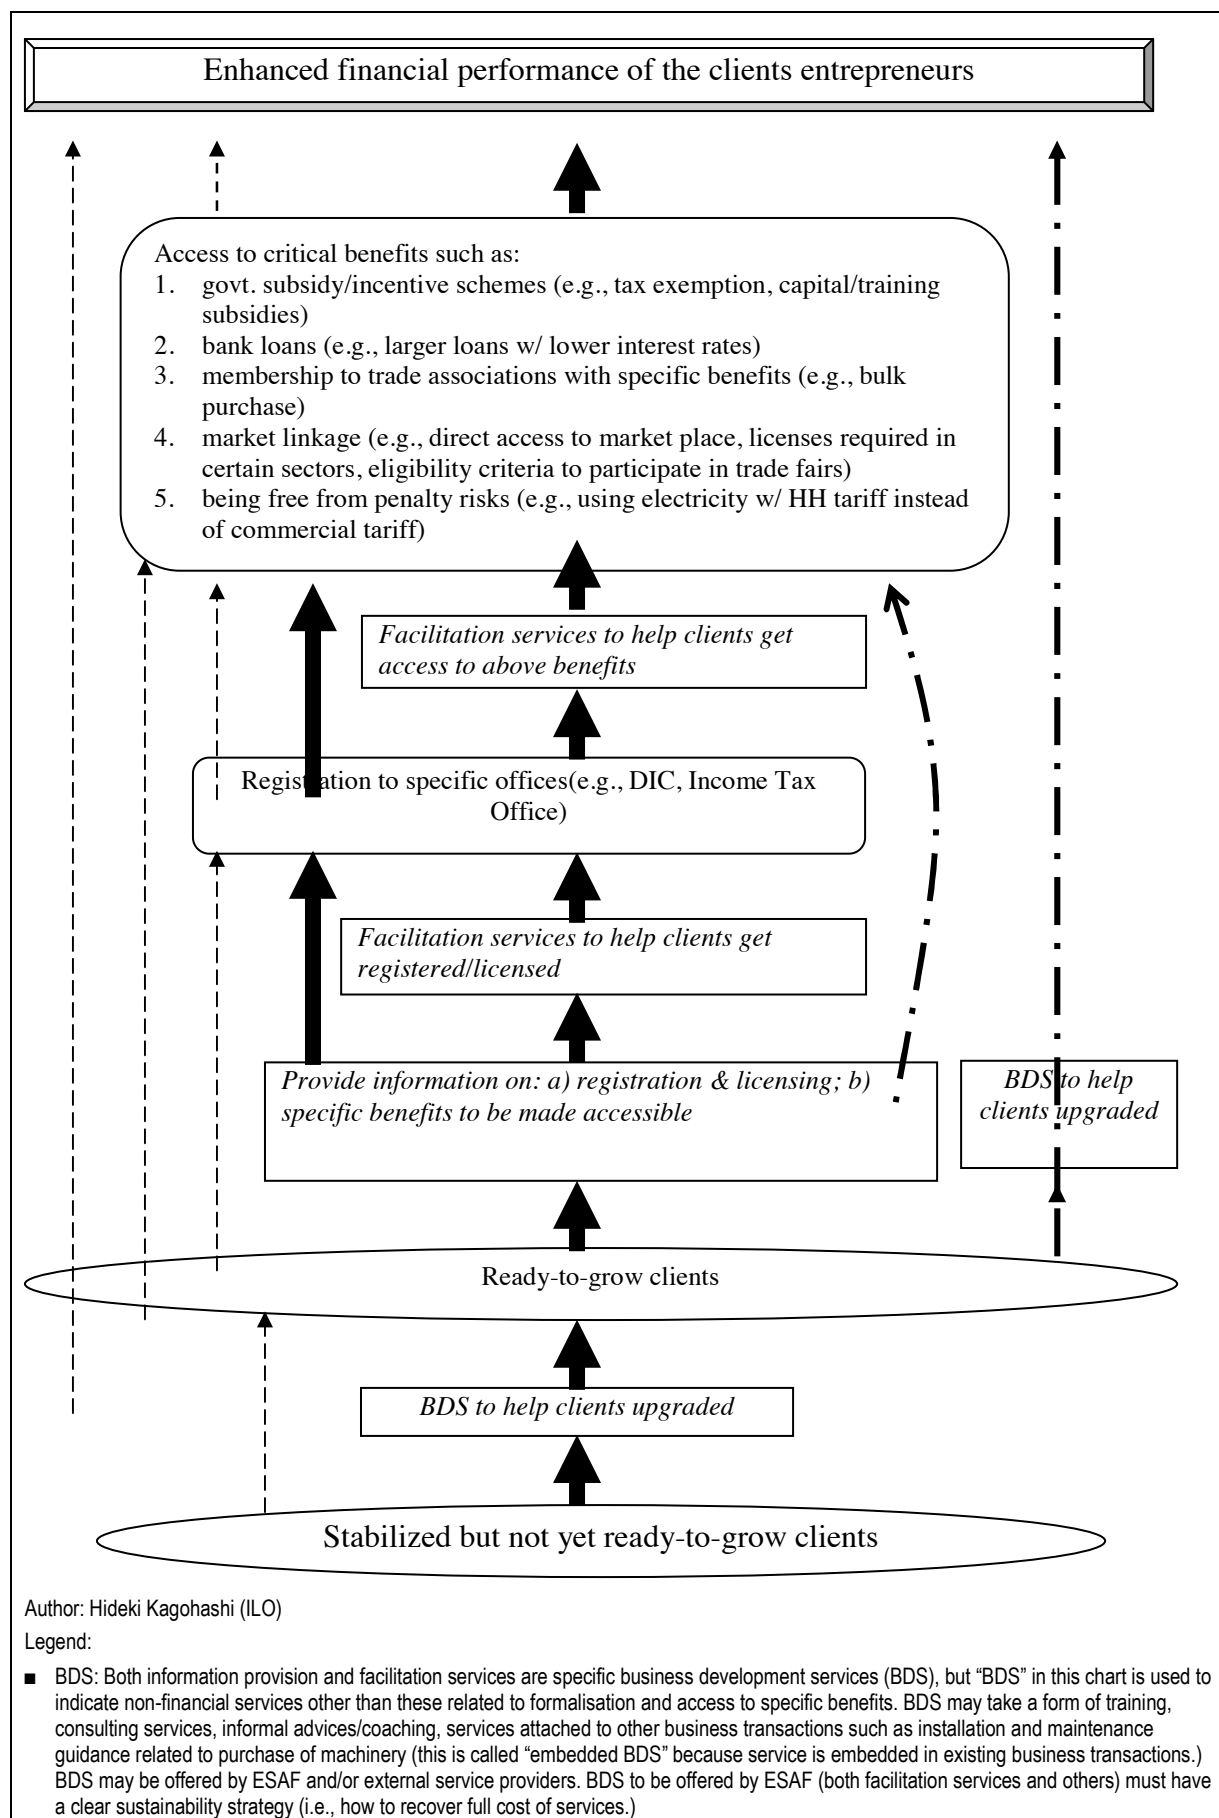 Enhanced financial performance of the clients entrepreneurs
Access to critical benefits such as:
1. govt. subsidy/incentive schemes (e.g., tax exemption, capital/training
subsidies)
2. bank loans (e.g., larger loans w/ lower interest rates)
3. membership to trade associations with specific benefits (e.g., bulk
purchase)
4. market linkage (e.g., direct access to market place, licenses required in
certain sectors, eligibility criteria to participate in trade fairs)
5. being free from penalty risks (e.g., using electricity w/ HH tariff instead
of commercial tariff)
Facilitation services to help clients get
access to above benefits
Registration to specific offices(e.g., DIC, Income Tax
Office)
Facilitation services to help clients get
registered/licensed
Provide information on: a) registration & licensing; b)
specific benefits to be made accessible
BDS to help
clients upgraded
Ready-to-grow clients
BDS to help clients upgraded
Stabilized but not yet ready-to-grow clients
Author: Hideki Kagohashi (ILO)
Legend:
■ BDS: Both information provision and facilitation services are specific business development services (BDS), but “BDS” in this chart is used to
indicate non-financial services other than these related to formalisation and access to specific benefits. BDS may take a form of training,
consulting services, informal advices/coaching, services attached to other business transactions such as installation and maintenance
guidance related to purchase of machinery (this is called “embedded BDS” because service is embedded in existing business transactions.)
BDS may be offered by ESAF and/or external service providers. BDS to be offered by ESAF (both facilitation services and others) must have
a clear sustainability strategy (i.e., how to recover full cost of services.)